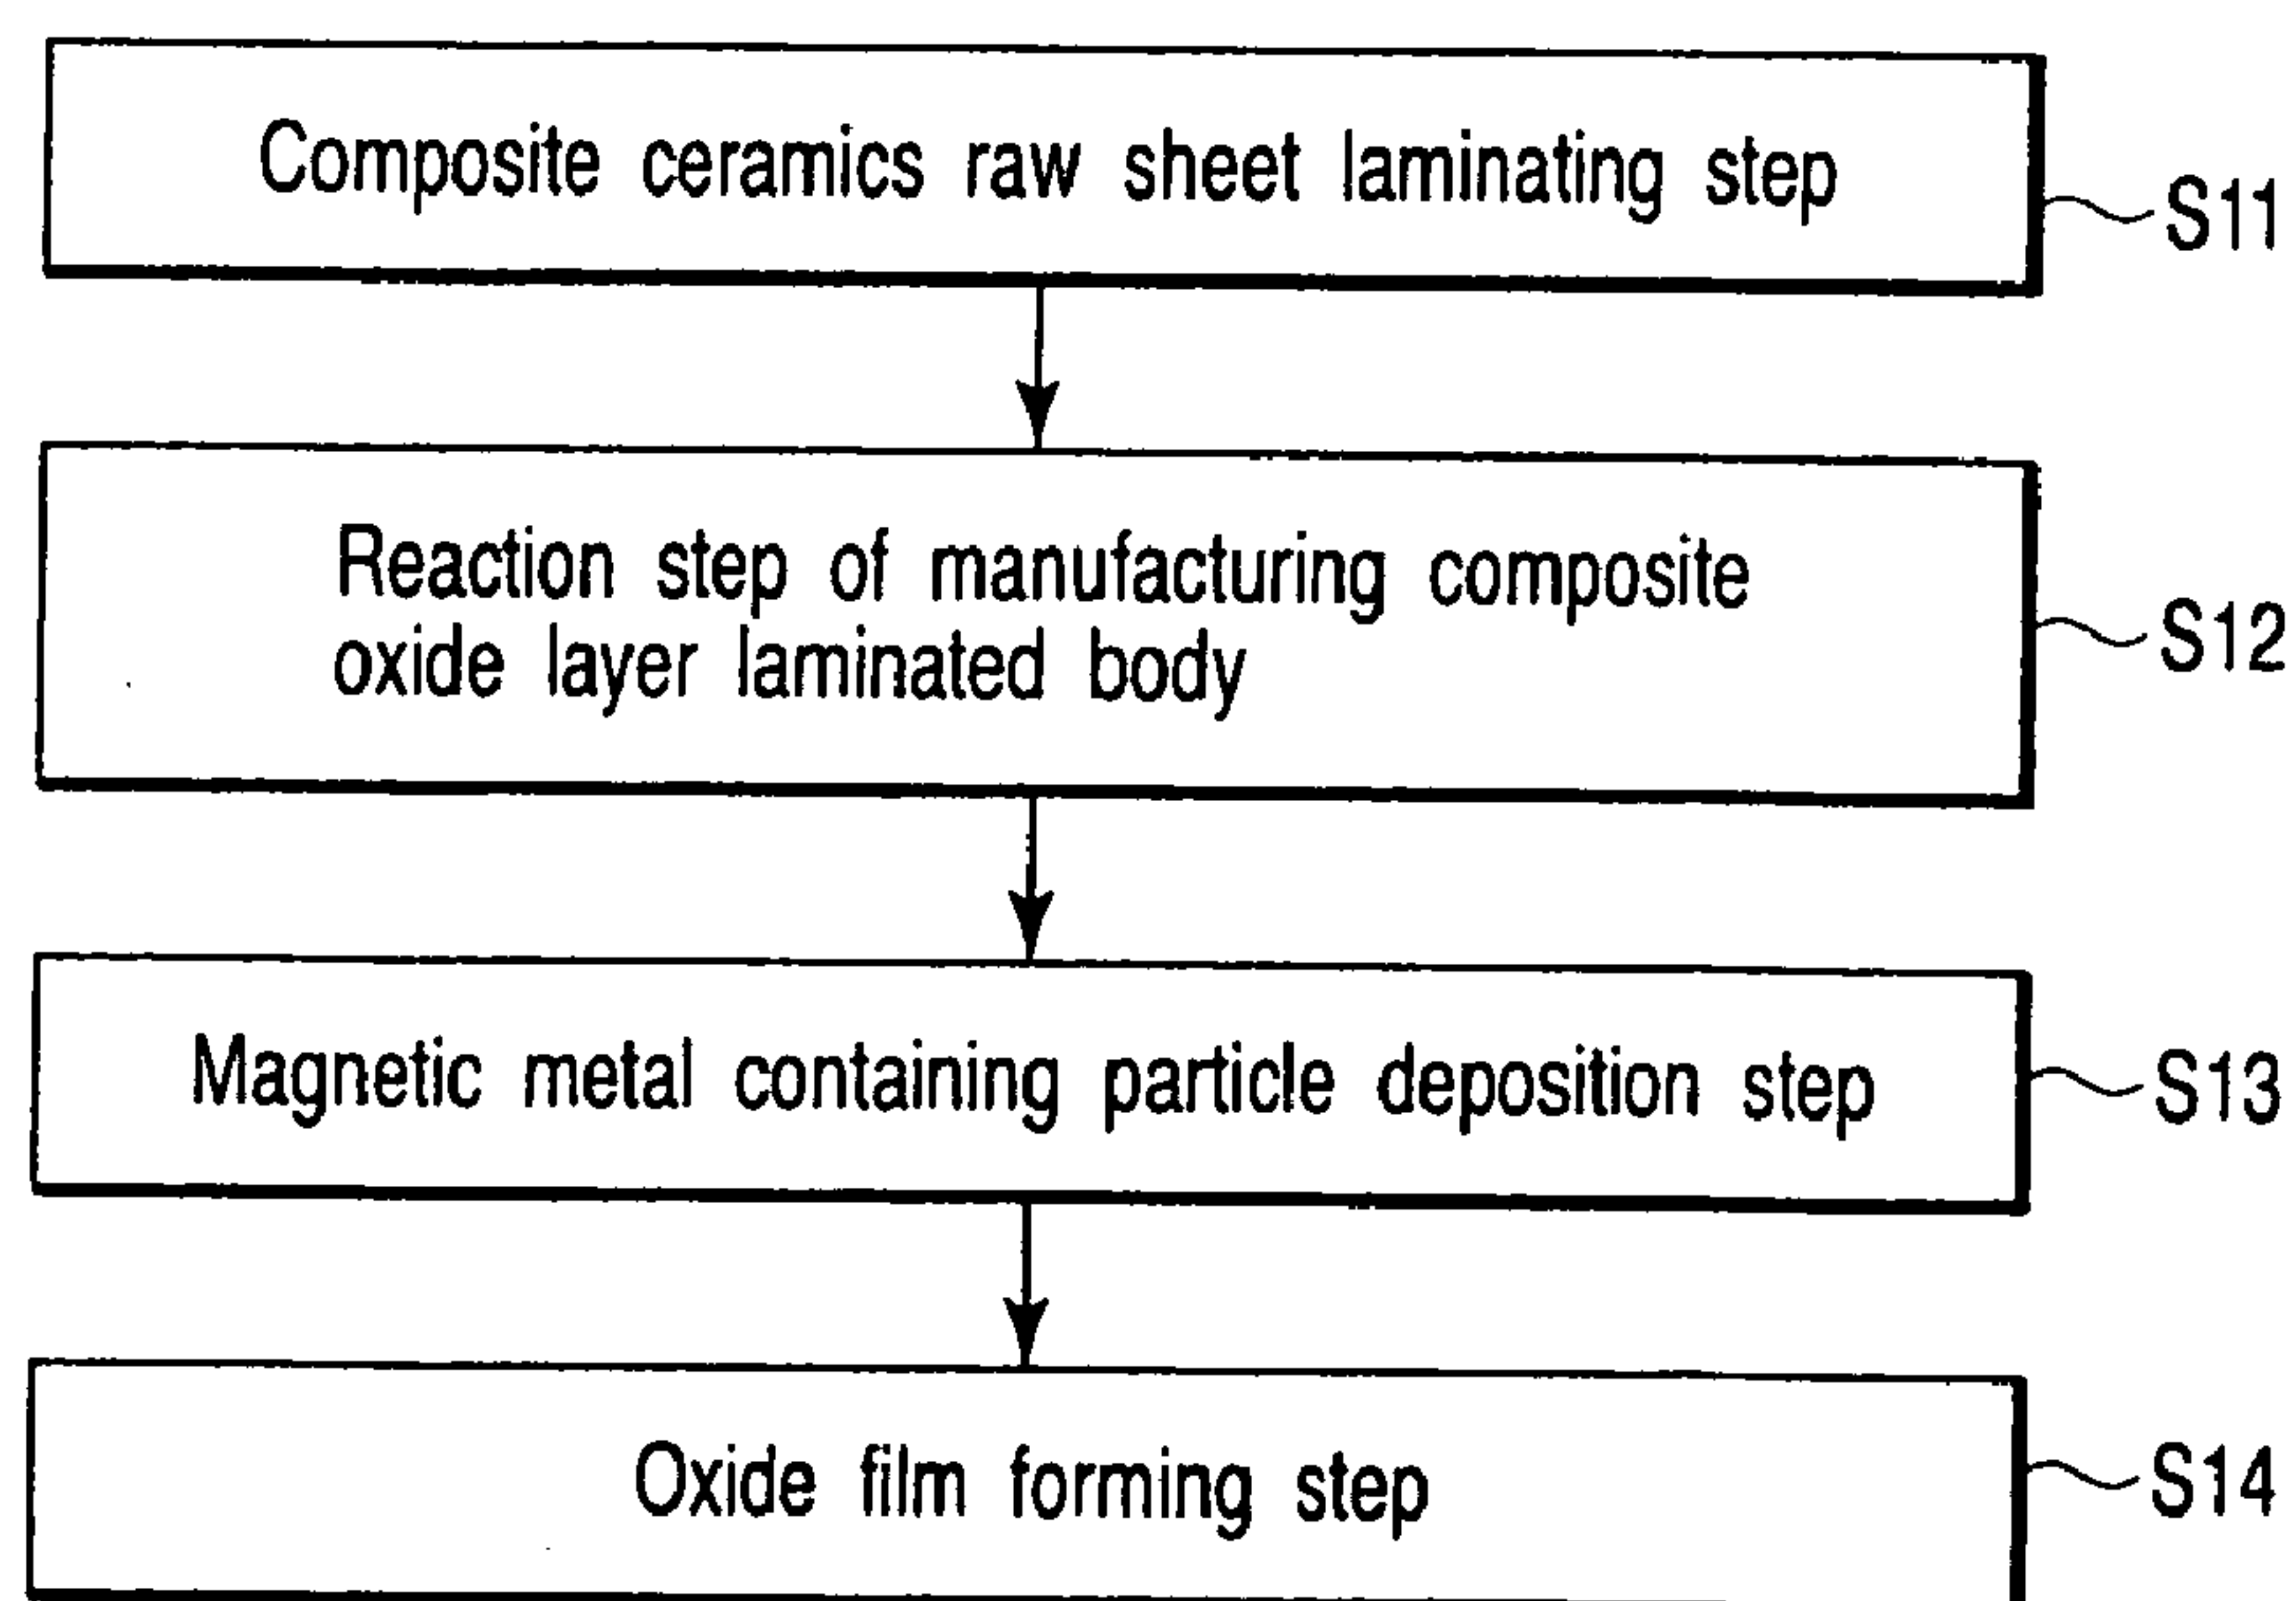 Composite ceramics raw sheet laminating step
S11
Reaction step of manufacturing composite
oxide layer laminated body
S12
Magnetic metal containing particle deposition step
S13
Oxide film forming step
S14